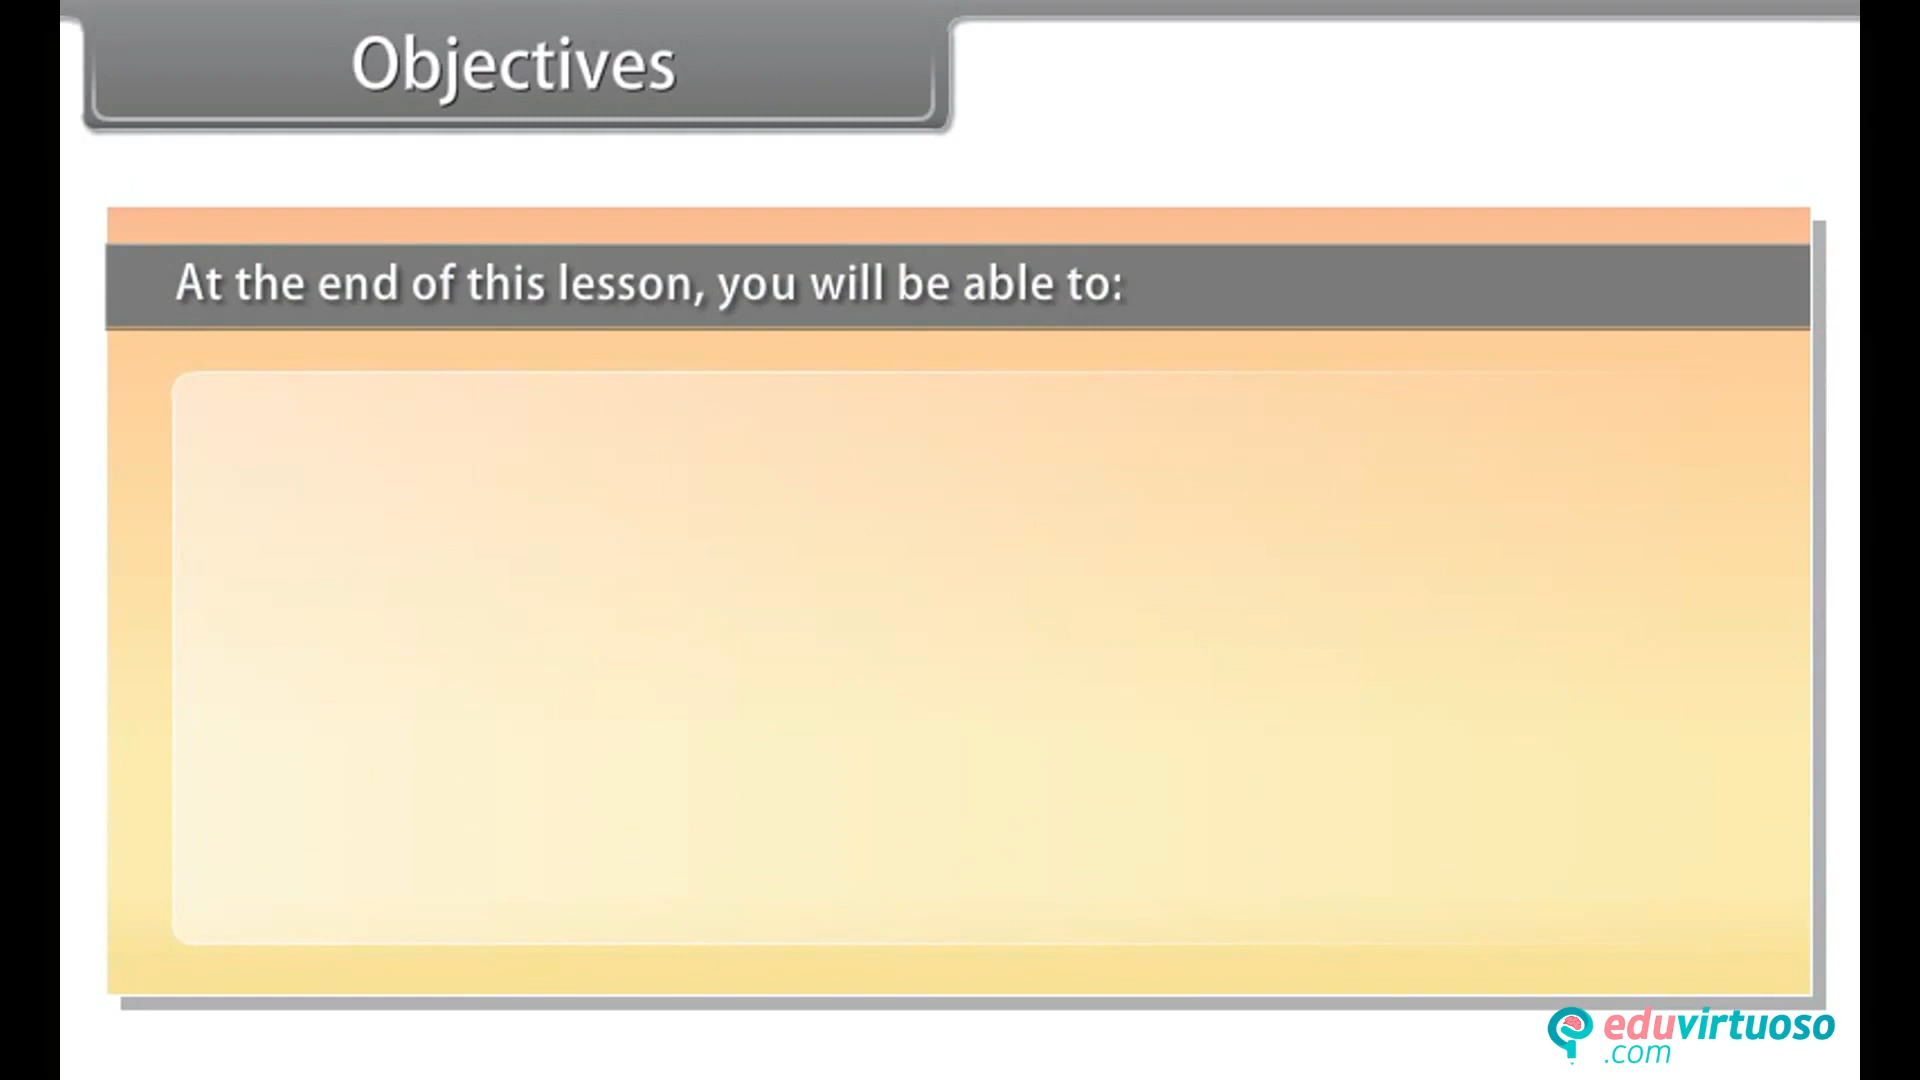 Objectives
At the end of this lesson, you will be able to:
eduvirtuoso
.com